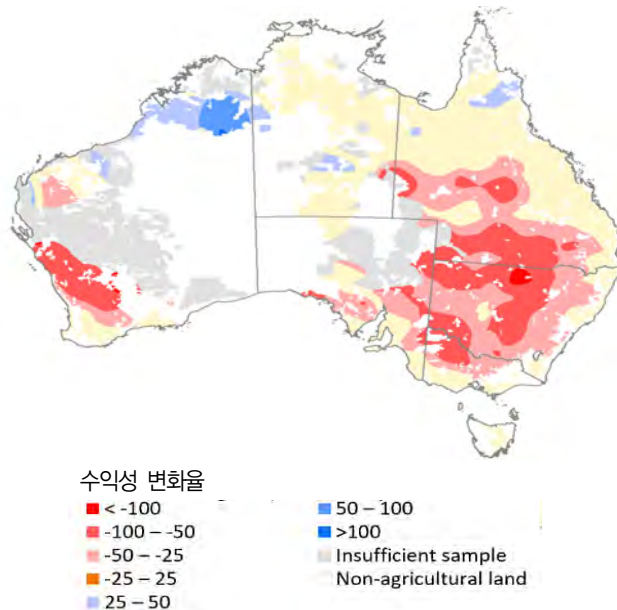 수익성 변화율
< -100
-100 – -50
-50 – -25
-25 – 25
25 – 50
50 – 100
>100
Insufficient sample
Non-agricultural land